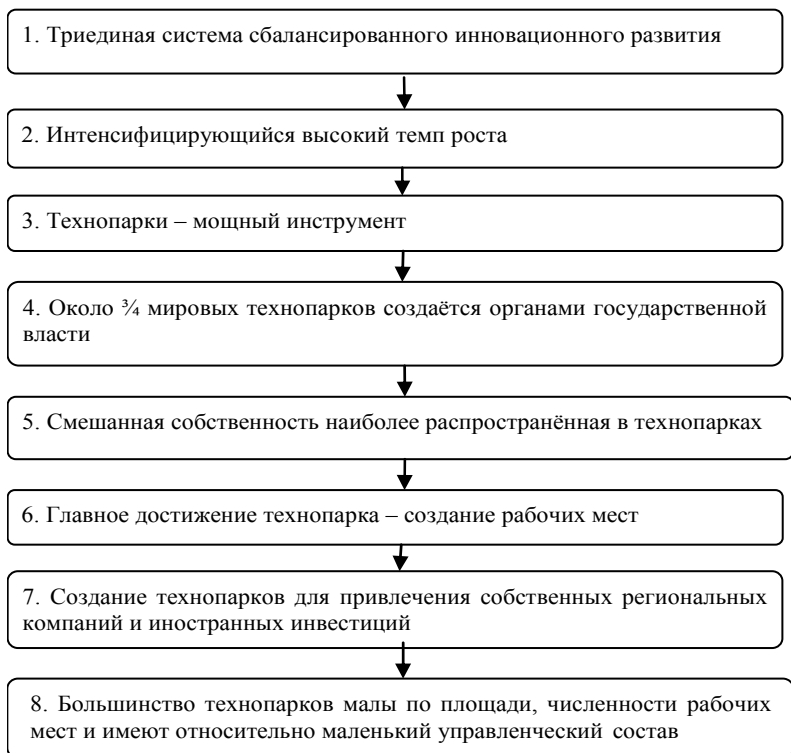 1. Триединая система сбалансированного инновационного развития
2. Интенсифицирующийся высокий темп роста
3. Технопарки – мощный инструмент
4. Около ¾ мировых технопарков создаётся органами государственной
власти
5. Смешанная собственность наиболее распространённая в технопарках
6. Главное достижение технопарка – создание рабочих мест
7. Создание технопарков для привлечения собственных региональных
компаний и иностранных инвестиций
8. Большинство технопарков малы по площади, численности рабочих
мест и имеют относительно маленький управленческий состав